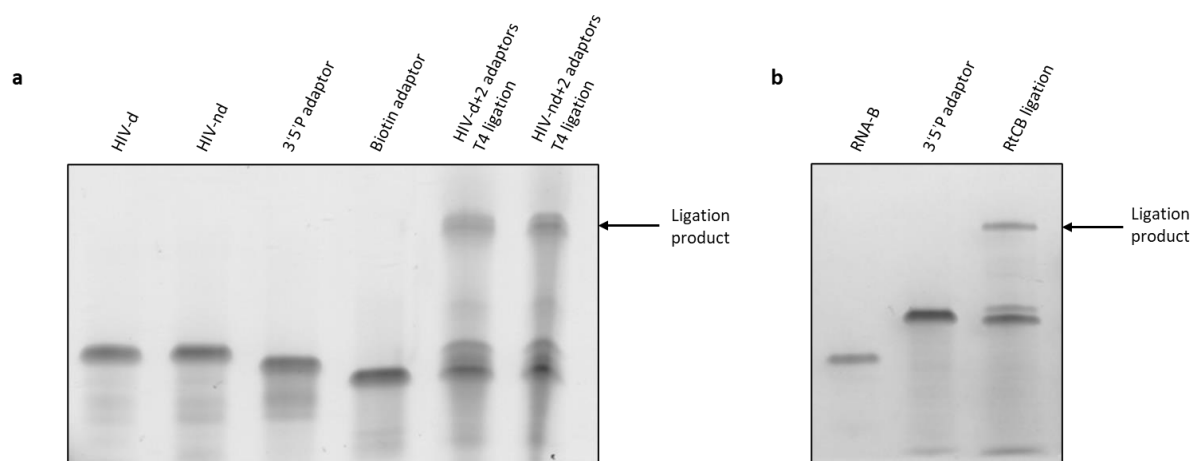 a
HIV-d
HIV-nd
3'5'P adaptor
Biotin adaptor
HIV-d+2 adaptors
T4 ligation
HIV-nd+2 adaptors
T4 ligation
Ligation
product
b
RNA-B
3'5'P adaptor
RtCB ligation
Ligation
product